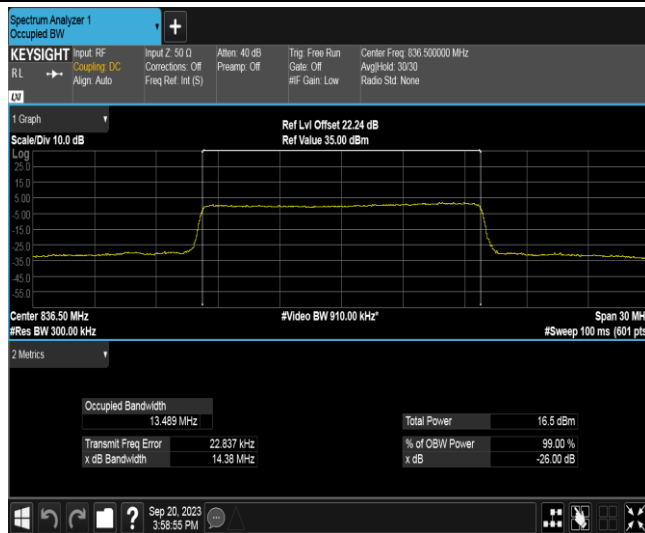 Spectrum Analyzer 1
Occupied BW
+
KEYSIGHT
RL
LXI
Input: RF
Coupling: DC
Align: Auto
Input Z: 50 Ω
Corrections: Off
Freq Ref: Int (S)
Atten: 40 dB
Preamp: Off
Trig: Free Run
Gate: Off
#IF Gain: Low
Center Freq: 836.500000 MHz
Avg|Hold: 30/30
Radio Std: None
1 Graph
Scale/Div 10.0 dB
Ref Lvl Offset 22.24 dB
Ref Value 35.00 dBm
Log
25.0
15.0
5.00
-5.00
-15.0
-25.0
-35.0
-45.0
-55.0
Center 836.50 MHz
#Video BW 910.00 kHz*
Span 30 MH
#Res BW 300.00 kHz
#Sweep 100 ms (601 pts
2 Metrics
Occupied Bandwidth
13.489 MHz
Total Power 16.5 dBm
Transmit Freq Error 22.837 kHz
% of OBW Power 99.00 %
x dB Bandwidth 14.38 MHz
x dB -26.00 dB
?
Sep 20, 2023
3:58:55 PM